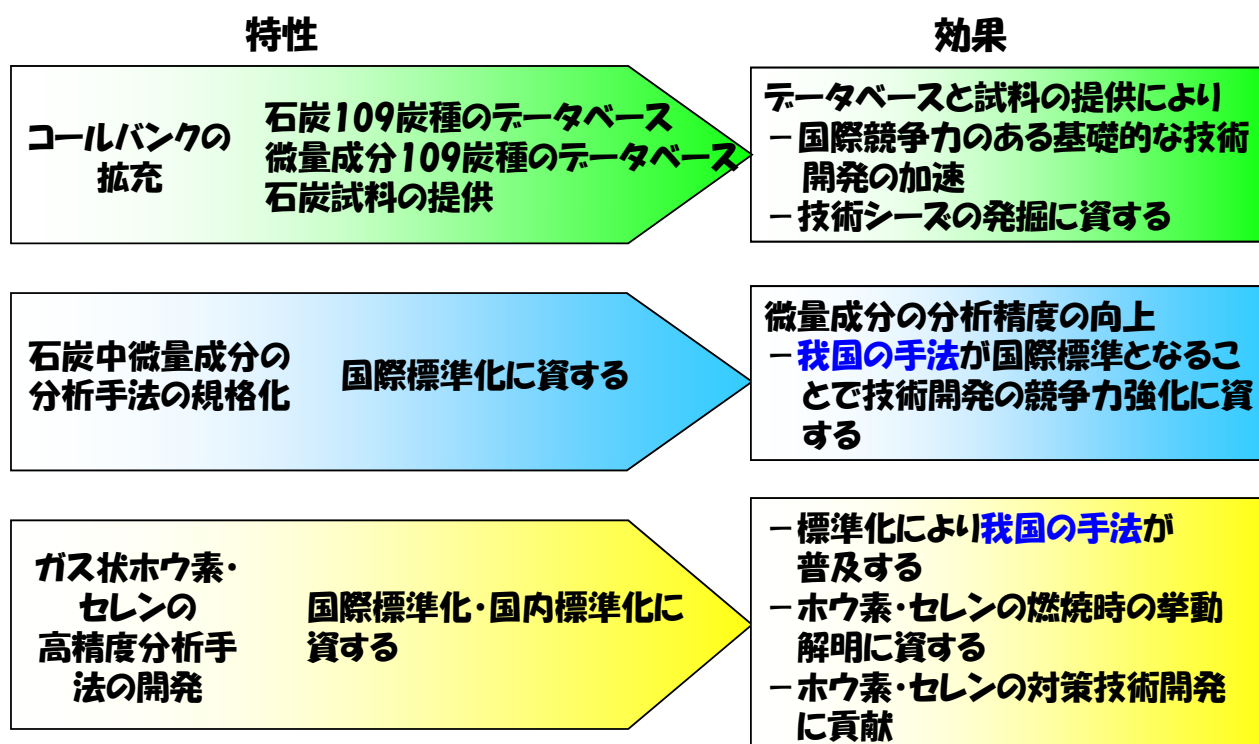 特性
効果
コールバンクの
拡充
石炭109炭種のデータベース
微量成分109炭種のデータベース
石炭試料の提供
データベースと試料の提供により
－国際競争力のある基礎的な技術
開発の加速
－技術シーズの発掘に資する
石炭中微量成分の
分析手法の規格化
国際標準化に資する
微量成分の分析精度の向上
－我国の手法が国際標準となるこ
とで技術開発の競争力強化に資
する
ガス状ホウ素・
セレンの
高精度分析手
法の開発
国際標準化・国内標準化に
資する
－標準化により我国の手法が
普及する
－ホウ素・セレンの燃焼時の挙動
解明に資する
－ホウ素・セレンの対策技術開発
に貢献